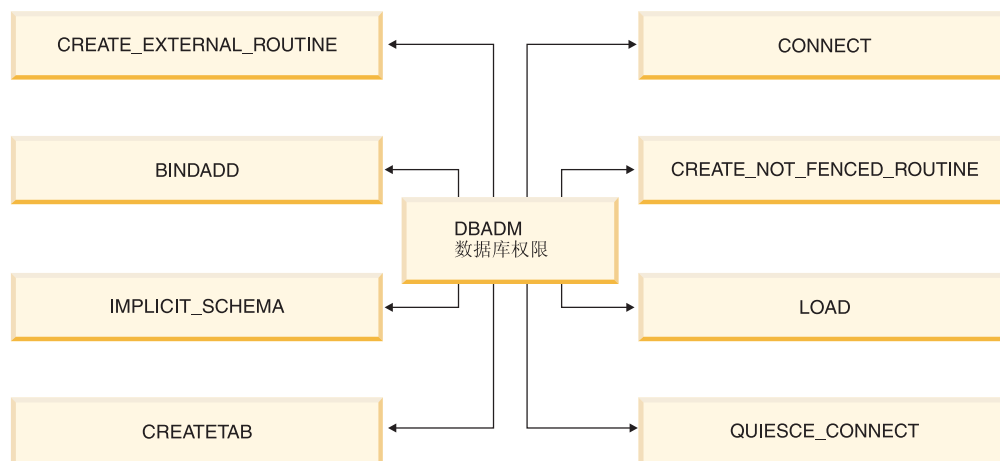 CREATE_EXTERNAL_ROUTINE
CONNECT
BINDADD
CREATE_NOT_FENCED_ROUTINE
DBADM
数据库权限
IMPLICIT_SCHEMA
LOAD
CREATETAB
QUIESCE_CONNECT